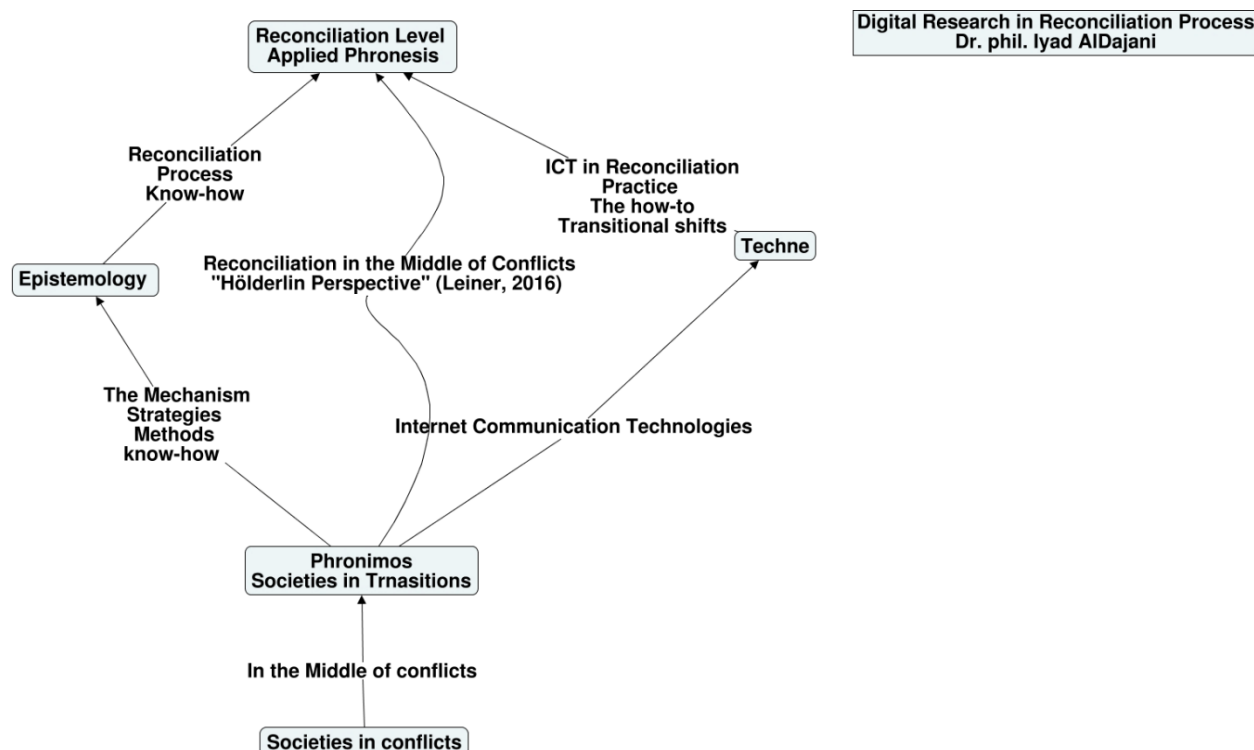 Reconciliation Level
Applied Phronesis
Digital Research in Reconciliation Process
Dr. phil. Iyad AlDajani
Reconciliation
Process
Know-how
ICT in Reconciliation
Practice
The how-to
Transitional shifts
Techne
Epistemology
Reconciliation in the Middle of Conflicts
"Hölderlin Perspective" (Leiner, 2016)
The Mechanism
Strategies
Methods
know-how
Internet Communication Technologies
Phronimos
Societies in Trnasitions
In the Middle of conflicts
Societies in conflicts